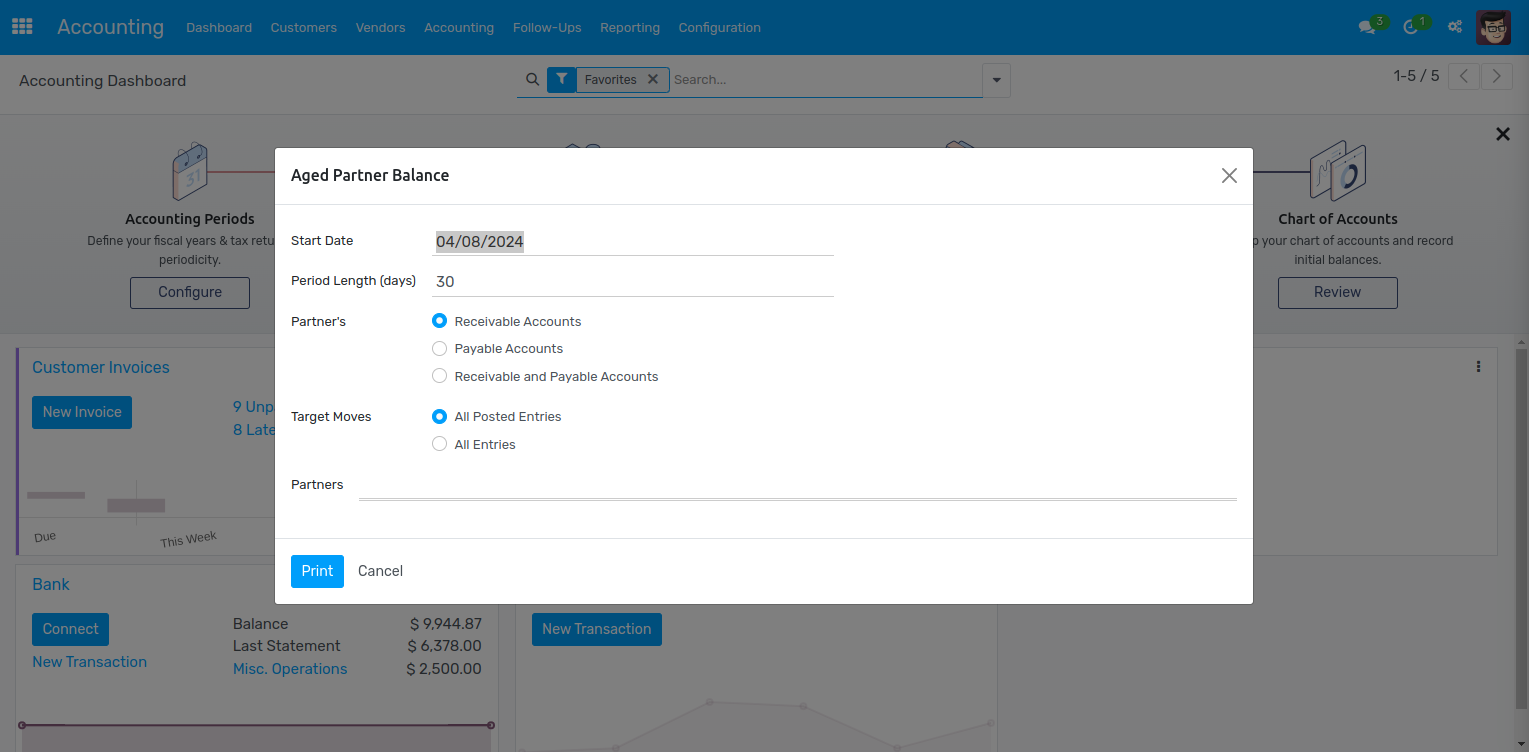 Accounting Dashboard Customers Vendors Accounting Follow-Ups Reporting Configuration 3 1
Accounting Dashboard Favorites Search... 1-5 / 5
31
Accounting Periods Chart of Accounts
Define your fiscal years & tax retu p your chart of accounts and record
periodicity. initial balances.
Configure Review
Aged Partner Balance
Start Date 04/08/2024
Period Length (days) 30
Partner's Receivable Accounts
Payable Accounts
Receivable and Payable Accounts
Target Moves All Posted Entries
All Entries
Partners
Print Cancel
Customer Invoices
New Invoice 9 Unp
8 Late
Due This Week
Bank
Connect Balance $ 9,944.87 New Transaction
Last Statement $ 6,378.00
New Transaction Misc. Operations $ 2,500.00